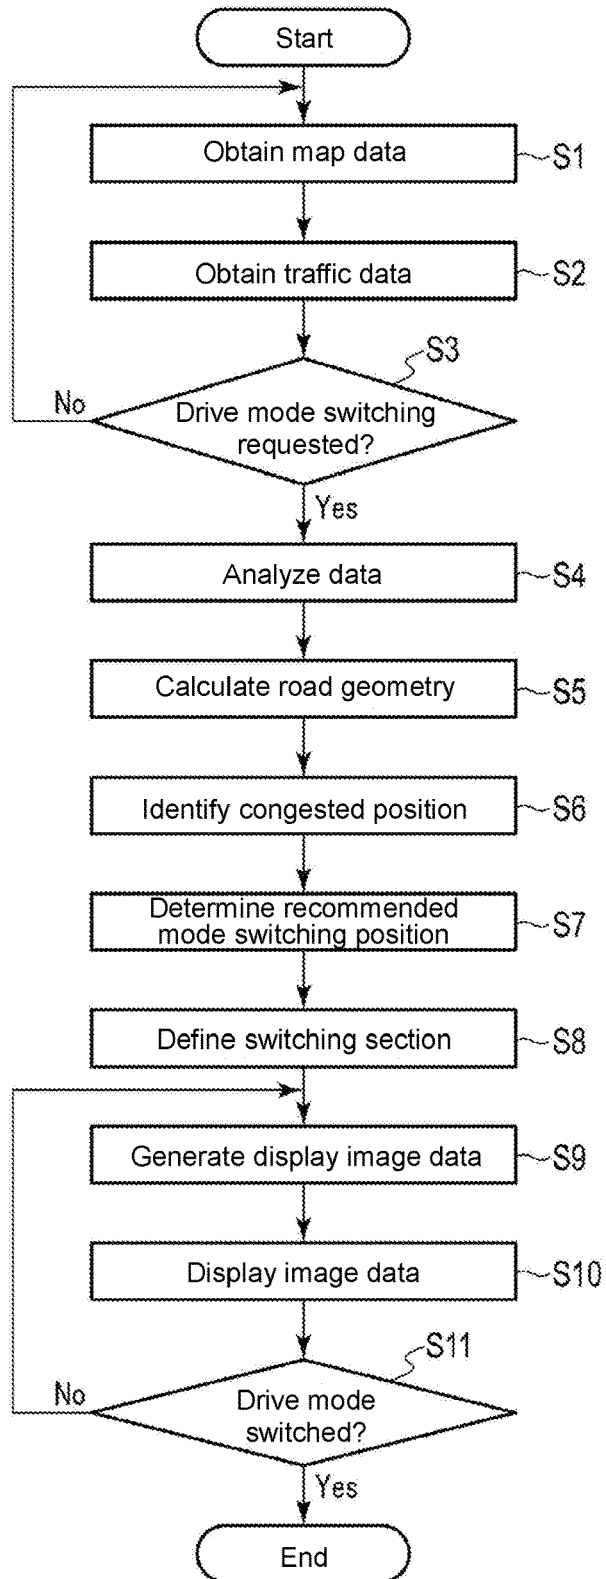 Start
Obtain map data
S1
Obtain traffic data
S2
S3
No
Drive mode switching
requested?
Yes
Analyze data
S4
Calculate road geometry
S5
Identify congested position
S6
Determine recommended
mode switching position
S7
Define switching section
S8
Generate display image data
S9
Display image data
S10
S11
No
Drive mode
switched?
Yes
End